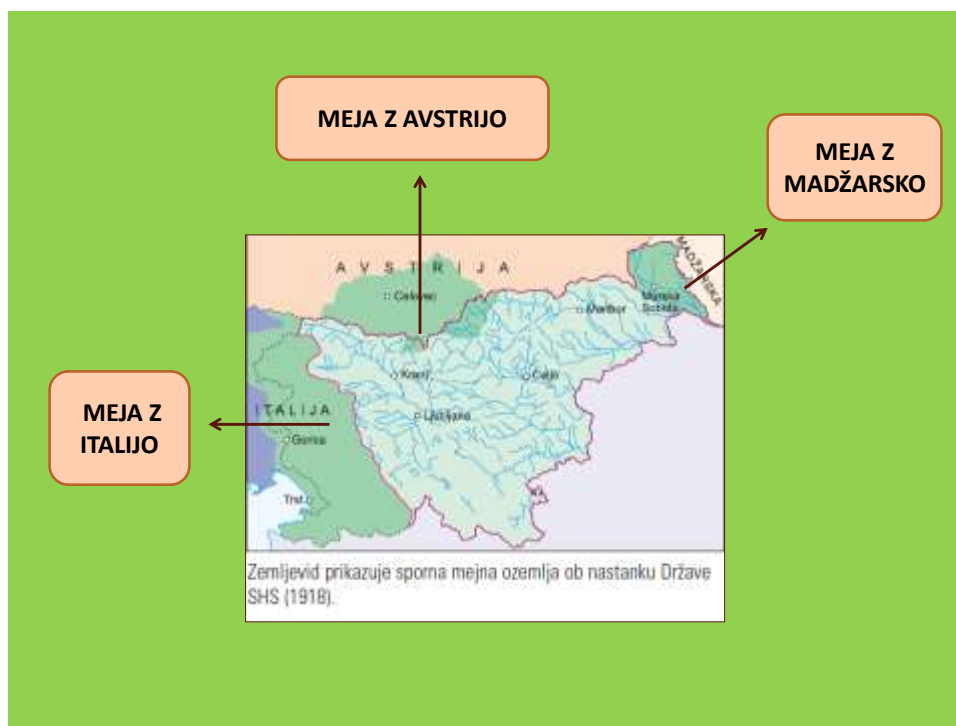 MEJA Z AVSTRIJO
MEJA Z
MADŽARSKO
MEJA Z
ITALIJO
AVSTRIJA
MADŽARSKA
Celovec
Maribor
Murska
Sobota
Kranj
Celje
ITALIJA
Ljubljana
Gorica
Trst
Zemljevid prikazuje sporna mejna ozemlja ob nastanku Države
SHS (1918).